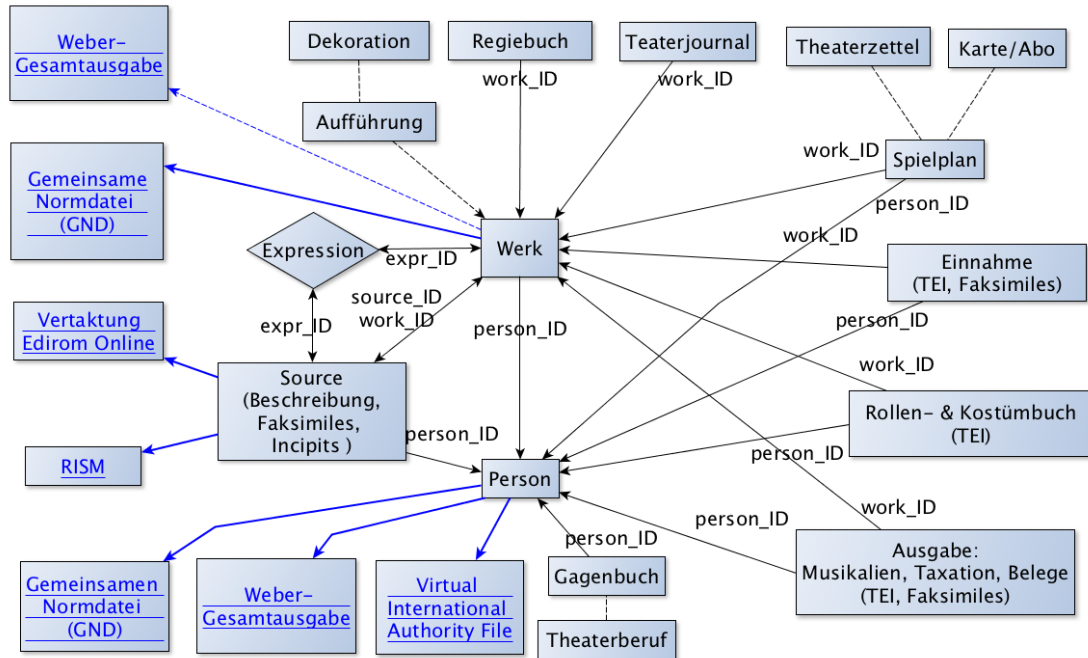 Weber-
Gesamtausgabe
Dekoration
Regiebuch
Teaterjournal
Theaterzettel
Karte/Abo
work_ID
work_ID
Aufführung
work_ID
Spielplan
Gemeinsame
Normdatei
(GND)
person_ID
work_ID
Expression
expr_ID
Werk
Einnahme
(TEI, Faksimiles)
source_ID
work_ID
person_ID
person_ID
expr_ID
Vertaktung
Edirom Online
work_ID
Source
(Beschreibung,
Faksimiles,
Incipits )
Rollen- & Kostümbuch
(TEI)
person_ID
person_ID
RISM
Person
work_ID
person_ID
person_ID
Gemeinsamen
Normdatei
(GND)
Weber-
Gesamtausgabe
Virtual
International
Authority File
Gagenbuch
Theaterberuf
Ausgabe:
Musikalien, Taxation, Belege
(TEI, Faksimiles)